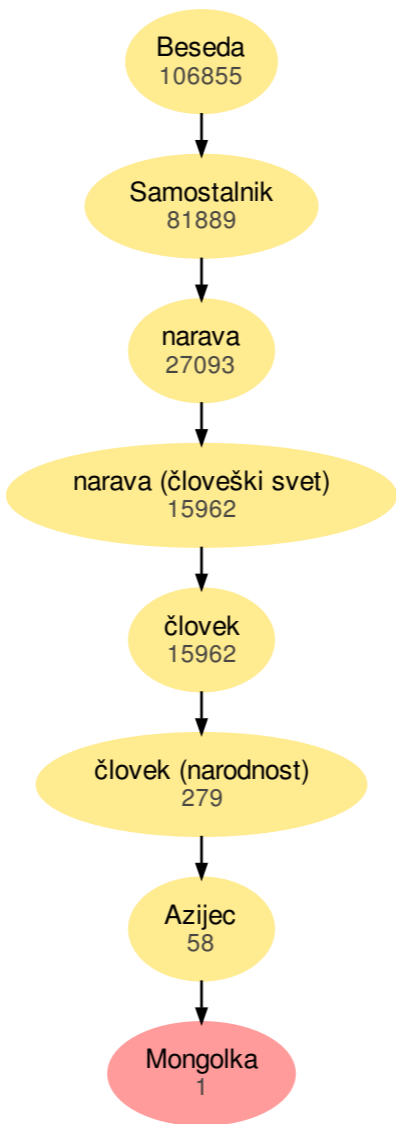 Beseda
106855
Samostalnik
81889
narava
27093
narava (človeški svet)
15962
človek
15962
človek (narodnost)
279
Azijec
58
Mongolka
1